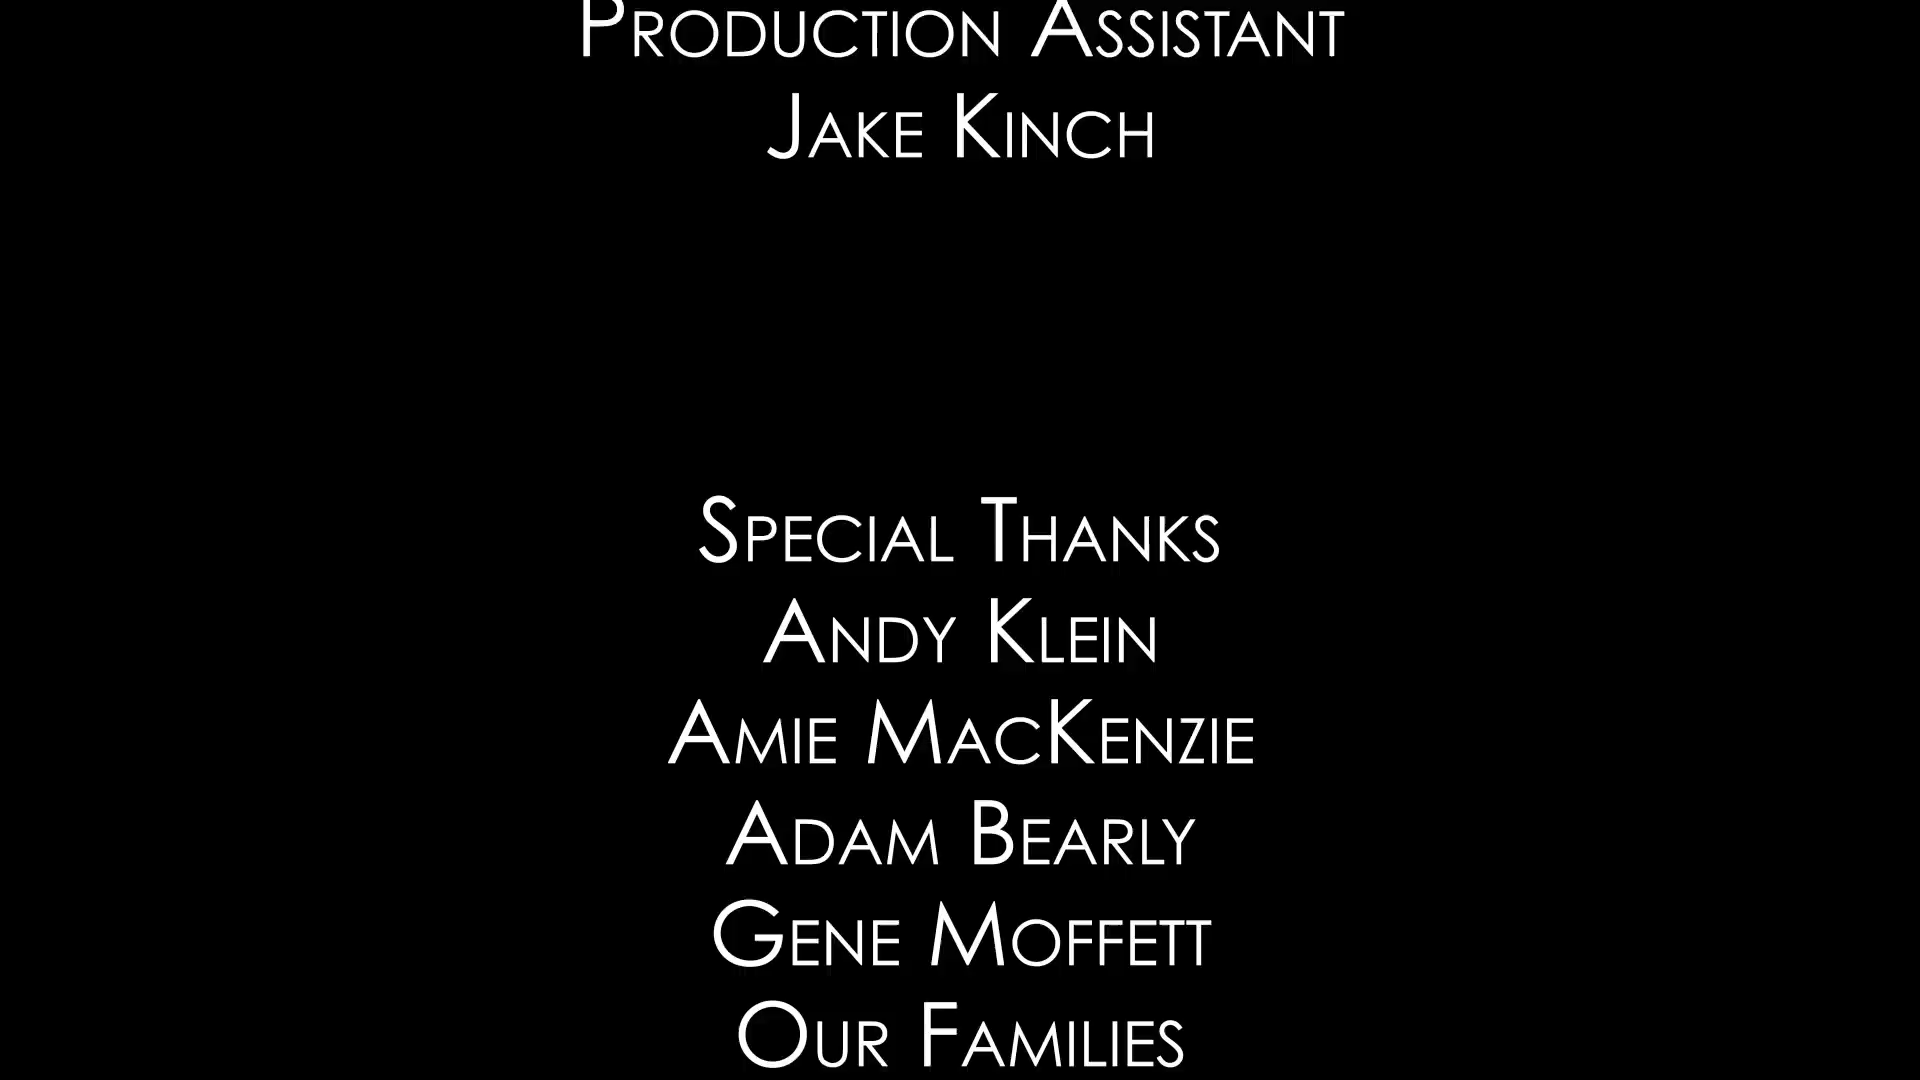 Production Assistant
Jake Kinch
Special Thanks
Andy Klein
Amie MacKenzie
Adam Bearly
Gene Moffett
Our Families